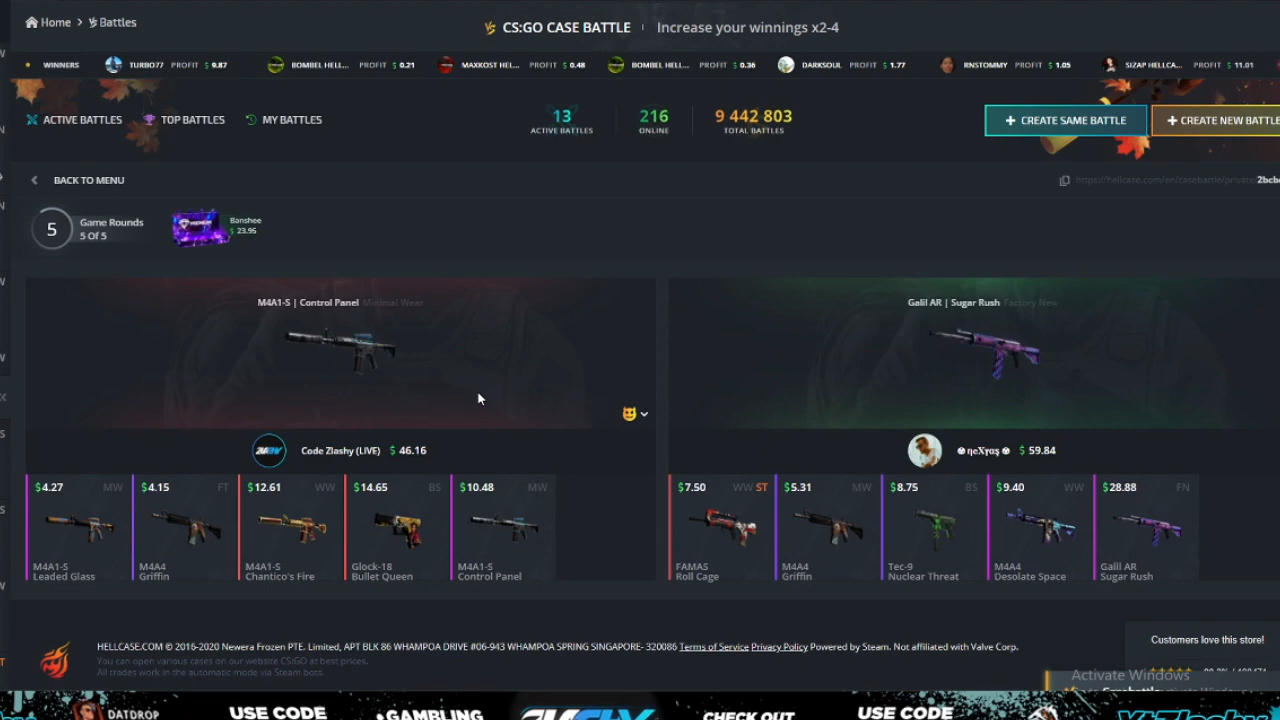 Home > Battles
CS:GO CASE BATTLE | Increase your winnings x2-4
WINNERS TURBO77 PROFIT $ 9.87 BOMBEL HELL... PROFIT $ 0.21 MAXKOST HEL... PROFIT $ 0.48 BOMBEL HELL... PROFIT $ 0.36 DARKSOUL PROFIT $ 1.77 RNSTOMMY PROFIT $ 1.05 SIZAP HELLCA... PROFIT $ 11.01
ACTIVE BATTLES TOP BATTLES MY BATTLES
13
ACTIVE BATTLES
216
ONLINE
9 442 803
TOTAL BATTLES
+ CREATE SAME BATTLE
+ CREATE NEW BATTLE
BACK TO MENU
https://hellcase.com/en/casebattle/private
5
Game Rounds
5 Of 5
PREMIUM
Banshee
$ 23.95
M4A1-S | Control Panel Minimal Wear
Galil AR | Sugar Rush Factory New
Code Zlashy (LIVE) $ 46.16
ηeXγαş $ 59.84
$4.27 MW
M4A1-S
Leaded Glass
$4.15 FT
M4A4
Griffin
$12.61 WW
M4A1-S
Chantico's Fire
$14.65 BS
Glock-18
Bullet Queen
$10.48 MW
M4A1-S
Control Panel
$7.50 WW ST
FAMAS
Roll Cage
$5.31 MW
M4A4
Griffin
$8.75 BS
Tec-9
Nuclear Threat
$9.40 WW
M4A4
Desolate Space
$28.88 FN
Galil AR
Sugar Rush
HELLCASE.COM © 2016-2020 Newera Frozen PTE. Limited, APT BLK 86 WHAMPOA DRIVE #06-943 WHAMPOA SPRING SINGAPORE- 320086 Terms of Service Privacy Policy Powered by Steam. Not affiliated with Valve Corp.
You can open various cases on our website CS:GO at best prices.
All trades work in the automatic mode via Steam bots.
Customers love this store!
Activate Windows
DATDROP
USE CODE
GAMBLING
CHECK OUT
USE CODE